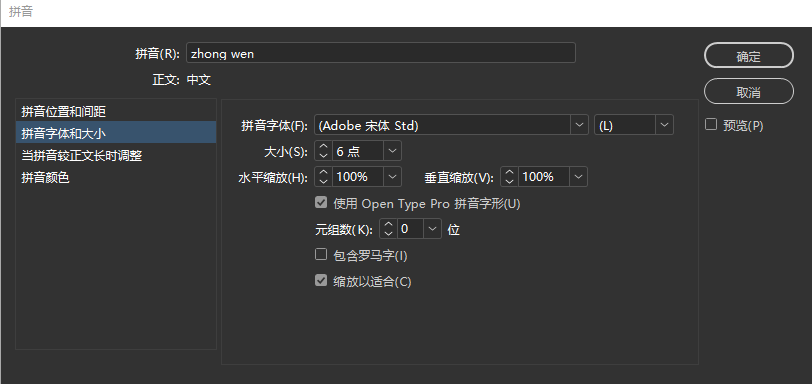 拼音
拼音(R): zhong wen
正文: 中文
确定
取消
预览(P)
拼音位置和间距
拼音字体和大小
当拼音较正文长时调整
拼音颜色
拼音字体(F): (Adobe 宋体 Std) (L)
大小(S): 6 点
水平缩放(H): 100% 垂直缩放(V): 100%
使用 Open Type Pro 拼音字形(U)
元组数(K): 0 位
包含罗马字(I)
缩放以适合(C)